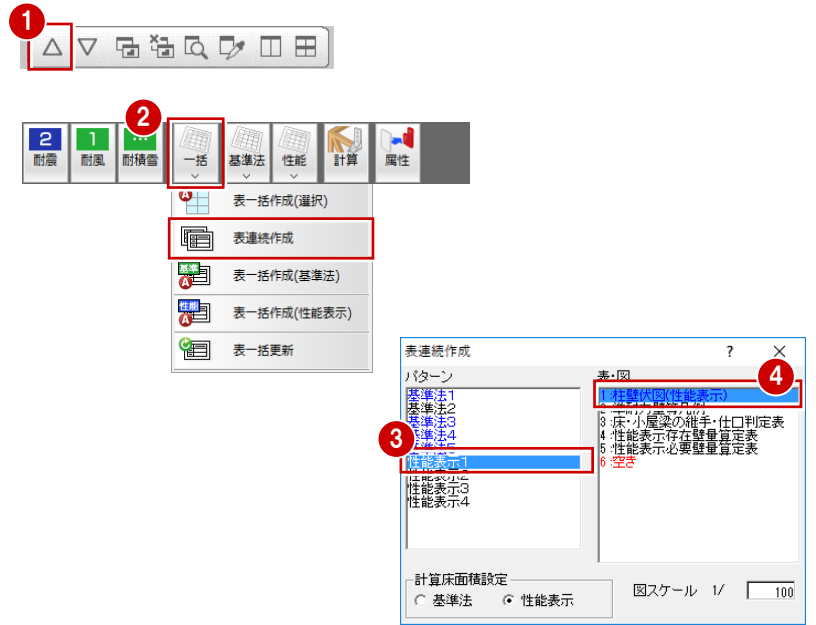 1
2
2
耐震
1
耐風
耐積雪
一括
基準法
性能
計算
属性
表一括作成(選択)
表連続作成
表一括作成(基準法)
表一括作成(性能表示)
表一括更新
表連続作成
?
パターン
基準法1
基準法2
基準法3
基準法4
3
性能表示1
性能表示3
性能表示4
表・図
4
1:柱壁伏図(性能表示)
3:床・小屋梁の継手・仕口判定表
4:性能表示存在壁量算定表
5:性能表示必要壁量算定表
6:空き
計算床面積設定
基準法
性能表示
図スケール 1/ 100